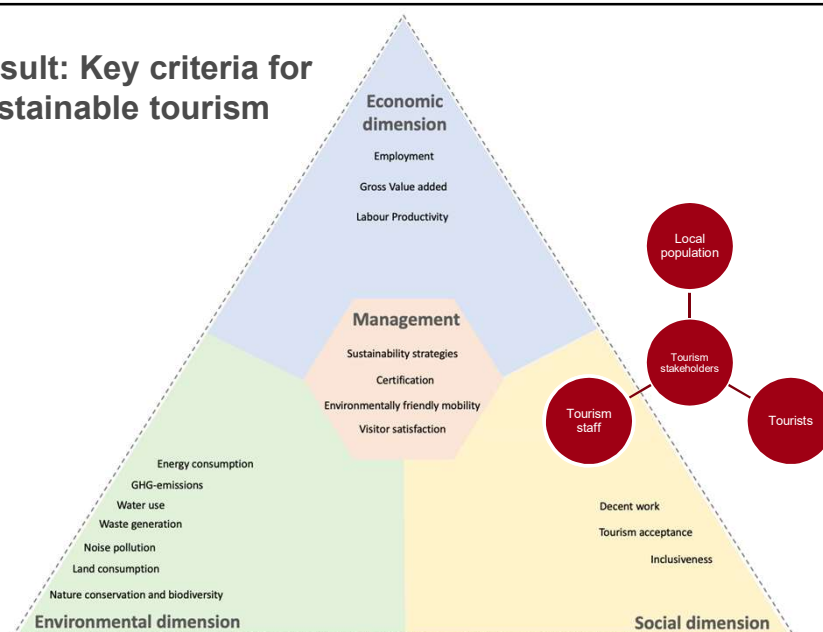 sult: Key criteria for
stainable tourism
Economic
dimension
Employment
Gross Value added
Labour Productivity
Management
Sustainability strategies
Certification
Environmentally friendly mobility
Visitor satisfaction
Local
population
Tourism
stakeholders
Tourism
staff
Tourists
Energy consumption
GHG-emissions
Water use
Waste generation
Noise pollution
Land consumption
Nature conservation and biodiversity
Environmental dimension
Decent work
Tourism acceptance
Inclusiveness
Social dimension